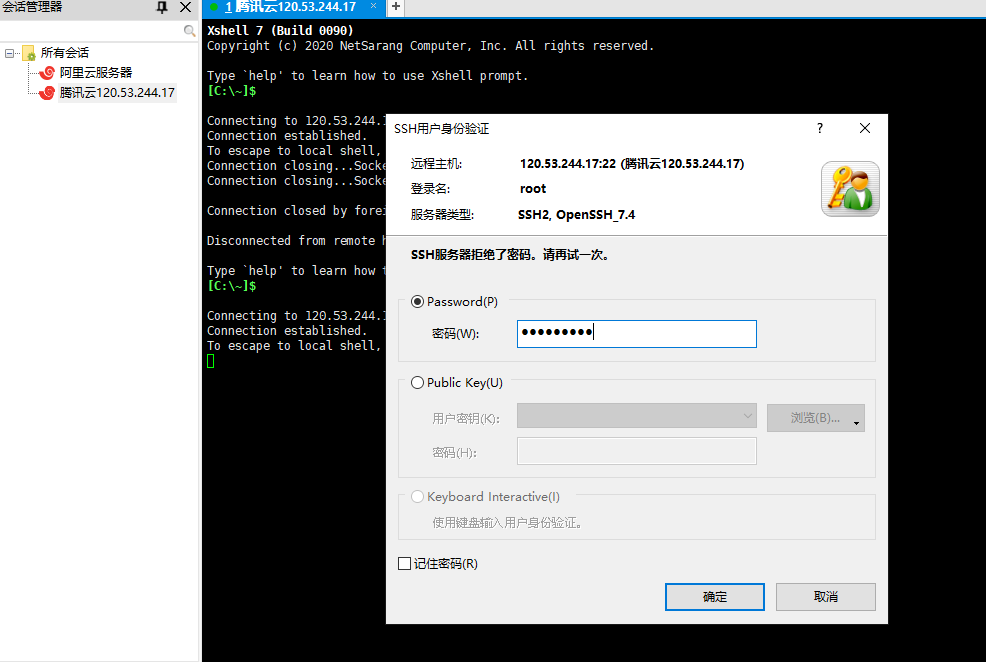 会话管理器
所有会话
阿里云服务器
腾讯云120.53.244.17
1 腾讯云120.53.244.17
Xshell 7 (Build 0090)
Copyright (c) 2020 NetSarang Computer, Inc. All rights reserved.
Type `help' to learn how to use Xshell prompt.
[C:\~]$
Connecting to 120.53.244.1
Connection established.
To escape to local shell,
Connection closing...Socke
Connection closing...Socke
Connection closed by forei
Disconnected from remote h
Type `help' to learn how t
[C:\~]$
Connecting to 120.53.244.1
Connection established.
To escape to local shell,
SSH用户身份验证
远程主机: 120.53.244.17:22 (腾讯云120.53.244.17)
登录名: root
服务器类型: SSH2, OpenSSH_7.4
SSH服务器拒绝了密码。请再试一次。
Password(P)
密码(W): ●●●●●●●●●
Public Key(U)
用户密钥(K): 浏览(B)...
密码(H):
Keyboard Interactive(I)
使用键盘输入用户身份验证。
记住密码(R)
确定 取消